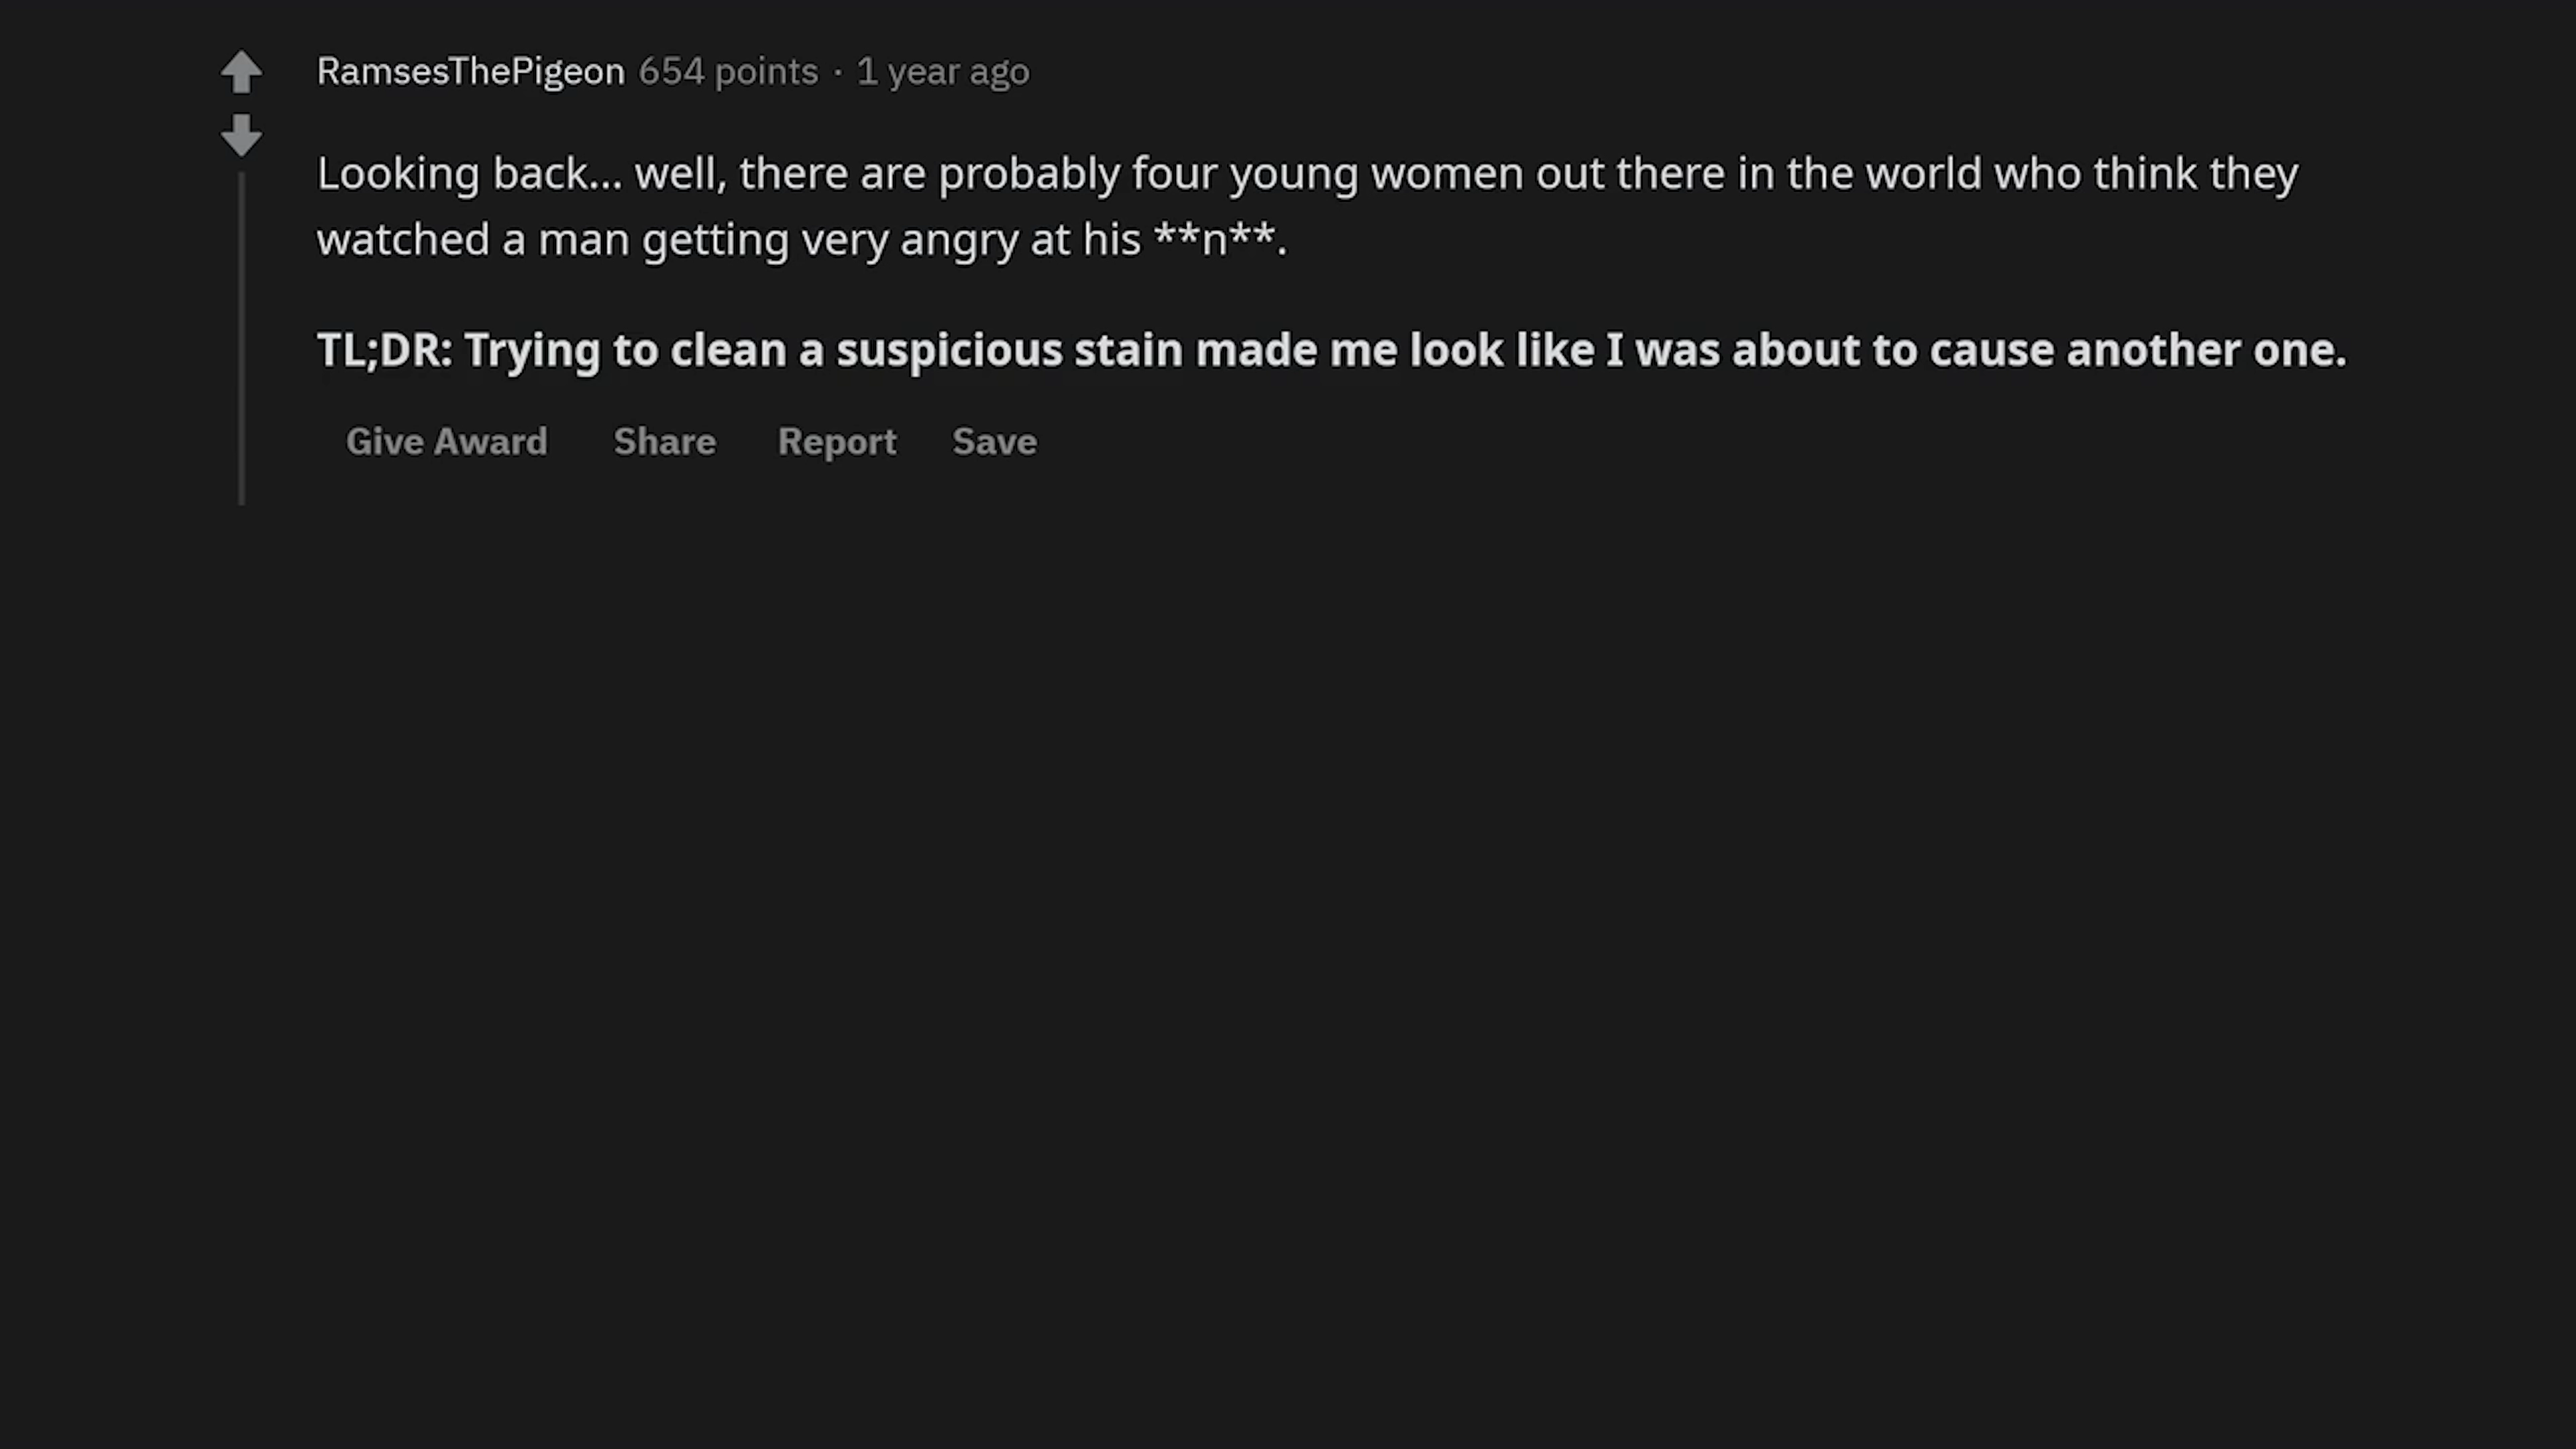 RamsesThePigeon 654 points · 1 year ago
Looking back... well, there are probably four young women out there in the world who think they
watched a man getting very angry at his **n**.
TL;DR: Trying to clean a suspicious stain made me look like I was about to cause another one.
Give Award Share Report Save